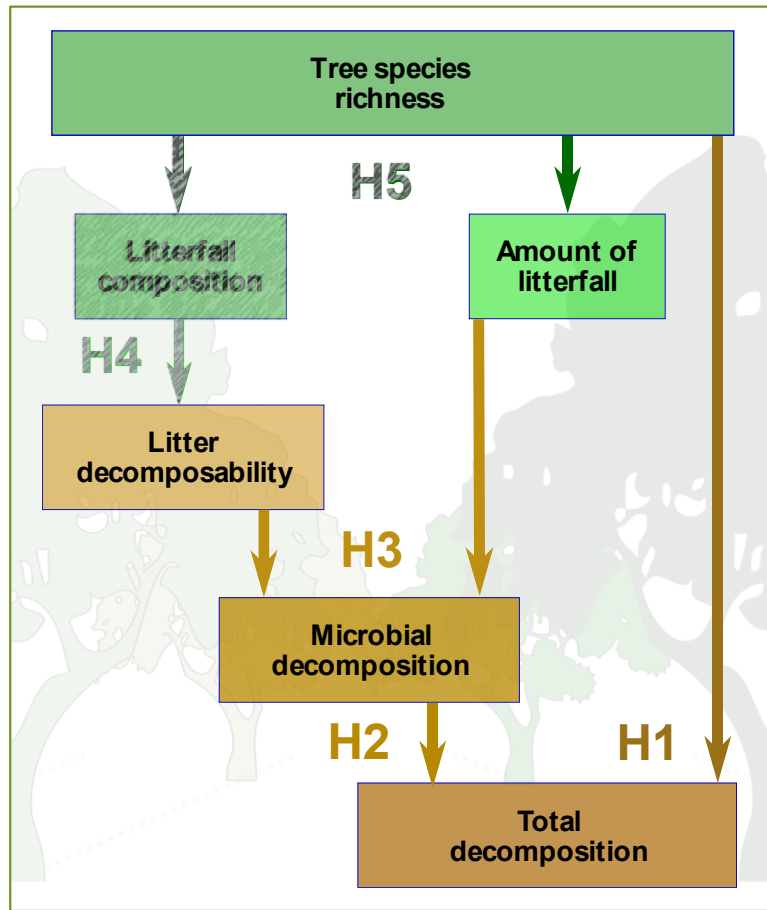 Tree species
richness
H5
Litterfall
composition
Amount of
litterfall
H4
Litter
decomposability
H3
Microbial
decomposition
H2
H1
Total
decomposition